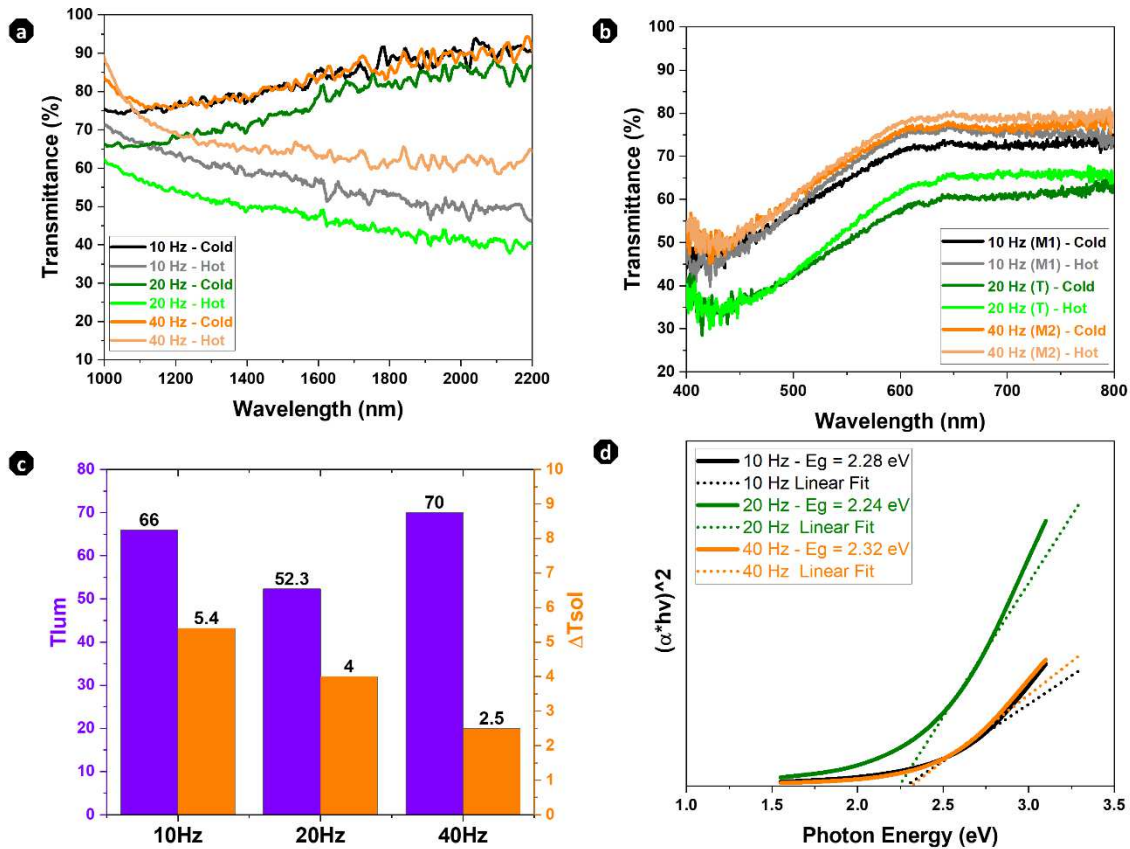 a
Transmittance (%)
100
90
80
70
60
50
40
30
20
10
10 Hz - Cold
10 Hz - Hot
20 Hz - Cold
20 Hz - Hot
40 Hz - Cold
40 Hz - Hot
1000 1200 1400 1600 1800 2000 2200
Wavelength (nm)
b
Transmittance (%)
100
90
80
70
60
50
40
30
20
10 Hz (M1) - Cold
10 Hz (M1) - Hot
20 Hz (T) - Cold
20 Hz (T) - Hot
40 Hz (M2) - Cold
40 Hz (M2) - Hot
400 500 600 700 800
Wavelength (nm)
c
Tlum
80
70
60
50
40
30
20
10
0
66
5.4
52.3
4
70
2.5
10
9
8
7
6
5
4
3
2
1
0
ΔTsol
10Hz 20Hz 40Hz
d
(α*hv)^2
10 Hz - Eg = 2.28 eV
10 Hz Linear Fit
20 Hz - Eg = 2.24 eV
20 Hz Linear Fit
40 Hz - Eg = 2.32 eV
40 Hz Linear Fit
1.0 1.5 2.0 2.5 3.0 3.5
Photon Energy (eV)